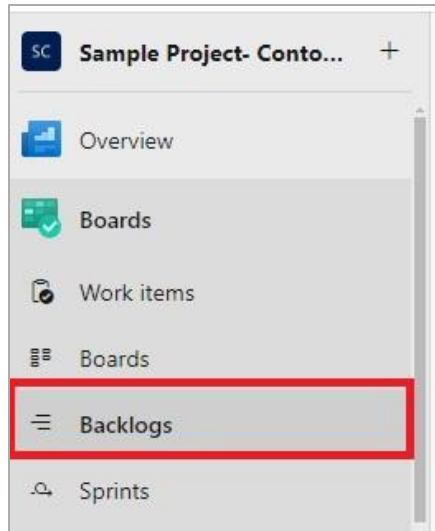 SC Sample Project- Conto... +
Overview
Boards
Work items
Boards
Backlogs
Sprints